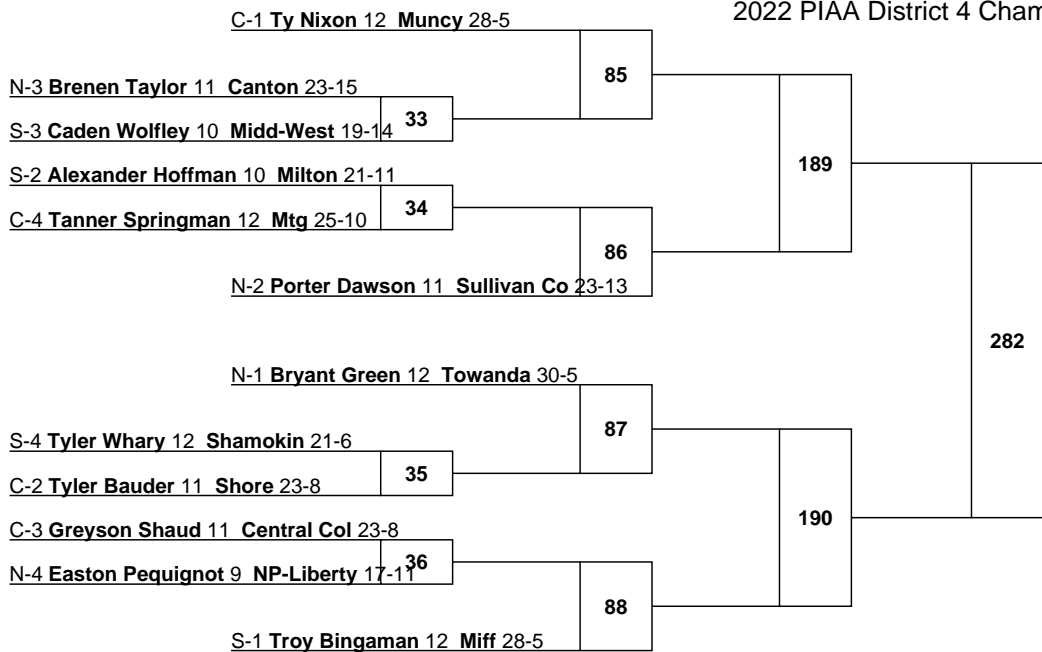 2022 PIAA District 4 Cham
C-1 Ty Nixon 12 Muncy 28-5
85
N-3 Brenen Taylor 11 Canton 23-15
33
S-3 Caden Wolfley 10 Midd-West 19-14
189
S-2 Alexander Hoffman 10 Milton 21-11
34
C-4 Tanner Springman 12 Mtg 25-10
86
N-2 Porter Dawson 11 Sullivan Co 23-13
282
N-1 Bryant Green 12 Towanda 30-5
87
S-4 Tyler Whary 12 Shamokin 21-6
35
C-2 Tyler Bauder 11 Shore 23-8
190
C-3 Greyson Shaud 11 Central Col 23-8
36
N-4 Easton Pequignot 9 NP-Liberty 17-11
88
S-1 Troy Bingaman 12 Miff 28-5